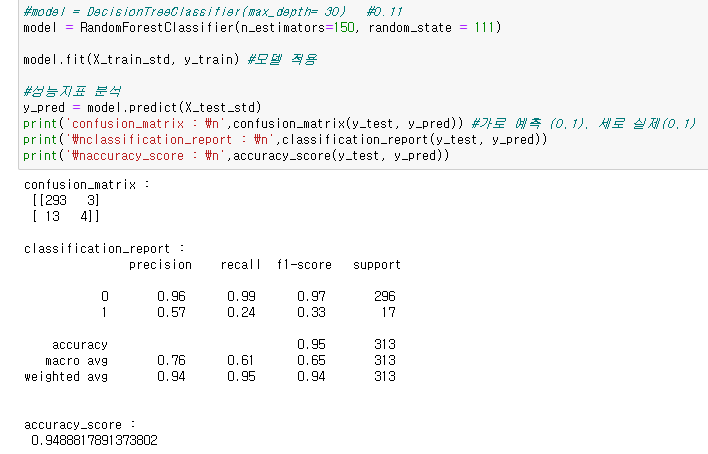 #model = DecisionTreeClassifier(max_depth= 30)   #0.11
model = RandomForestClassifier(n_estimators=150, random_state = 111)
model.fit(X_train_std, y_train) #모델 적용
#성능지표 분석
y_pred = model.predict(X_test_std)
print('confusion_matrix : ₩n',confusion_matrix(y_test, y_pred)) #가로 예측 (0,1), 세로 실제(0,1)
print('₩nclassification_report : ₩n',classification_report(y_test, y_pred))
print('₩naccuracy_score : ₩n',accuracy_score(y_test, y_pred))
confusion_matrix :
[[293   3]
[ 13   4]]
classification_report :
precision    recall  f1-score   support
0       0.96      0.99      0.97       296
1       0.57      0.24      0.33        17
accuracy                           0.95       313
macro avg       0.76      0.61      0.65       313
weighted avg       0.94      0.95      0.94       313
accuracy_score :
0.9488817891373802